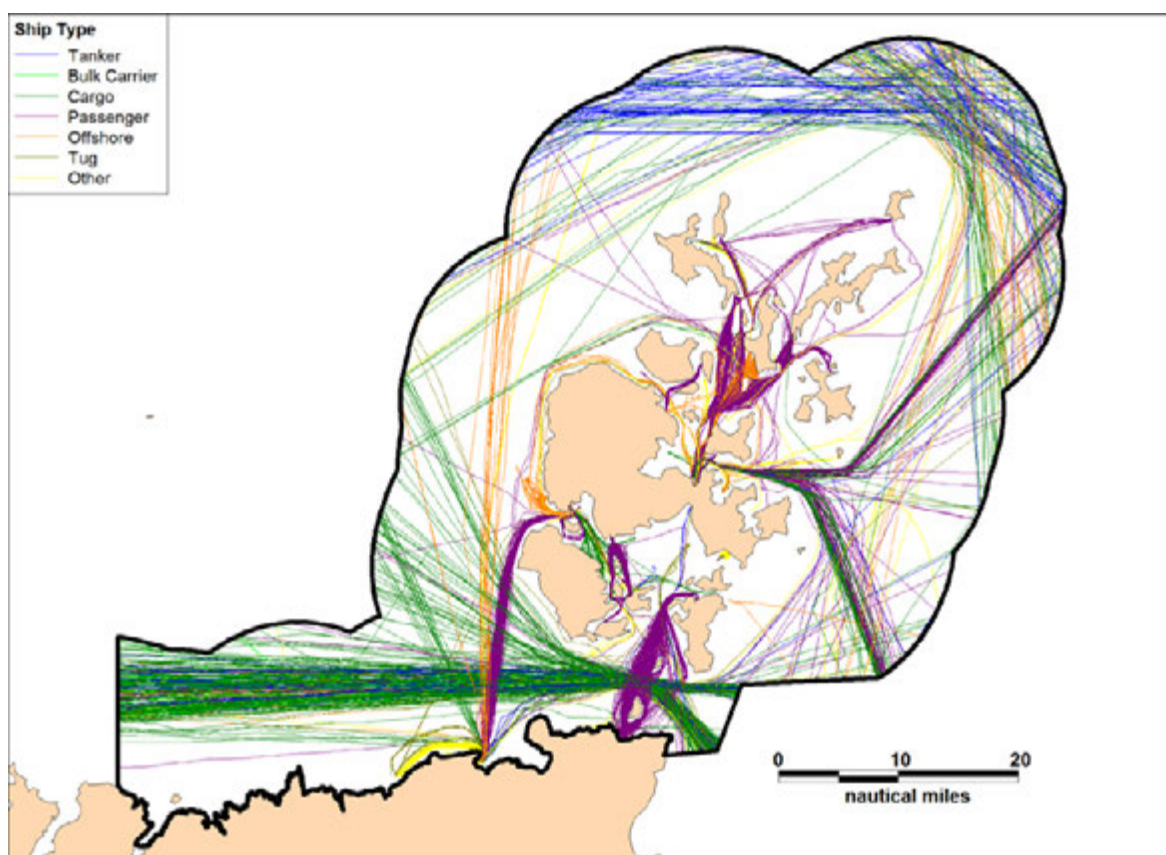 Ship Type
Tanker
Bulk Carrier
Cargo
Passenger
Offshore
Tug
Other
0 10 20
nautical miles